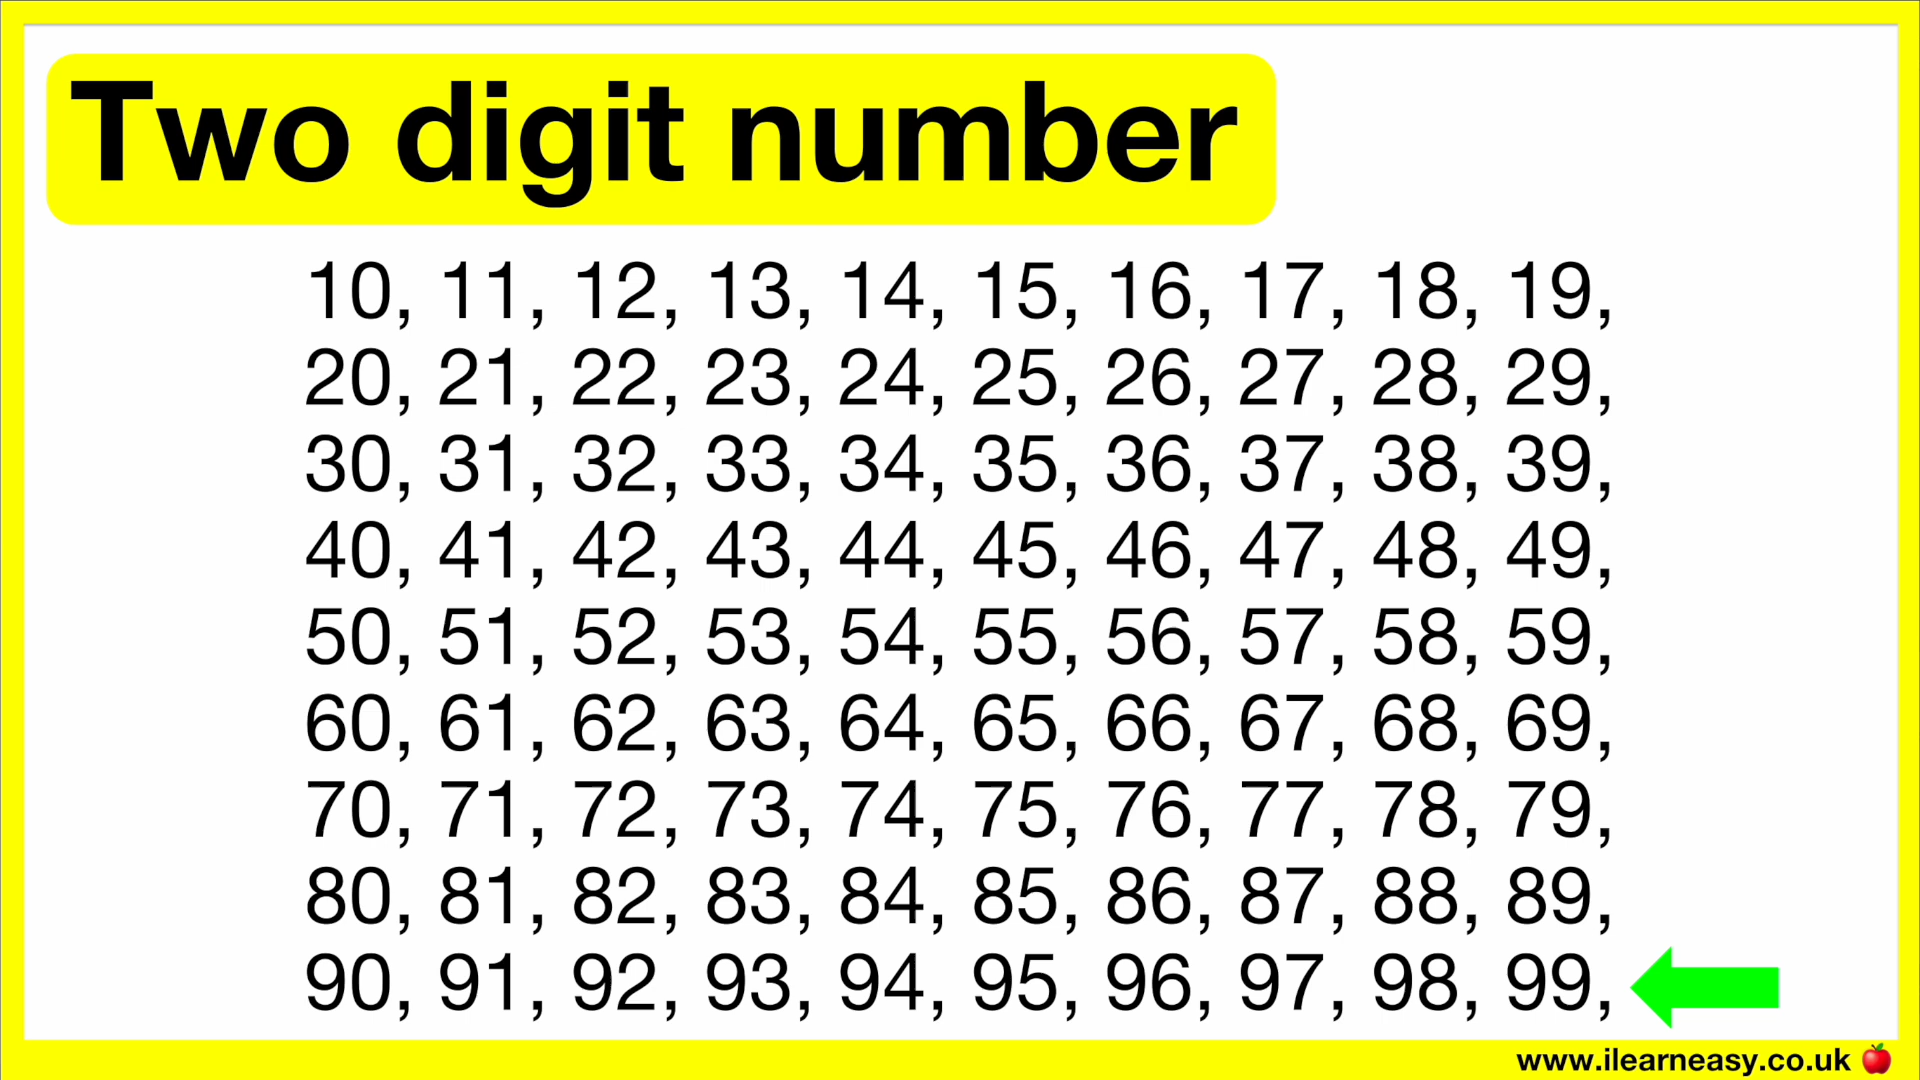 Two digit number
10, 11, 12, 13, 14, 15, 16, 17, 18, 19,
20, 21, 22, 23, 24, 25, 26, 27, 28, 29,
30, 31, 32, 33, 34, 35, 36, 37, 38, 39,
40, 41, 42, 43, 44, 45, 46, 47, 48, 49,
50, 51, 52, 53, 54, 55, 56, 57, 58, 59,
60, 61, 62, 63, 64, 65, 66, 67, 68, 69,
70, 71, 72, 73, 74, 75, 76, 77, 78, 79,
80, 81, 82, 83, 84, 85, 86, 87, 88, 89,
90, 91, 92, 93, 94, 95, 96, 97, 98, 99,
www.ilearneasy.co.uk